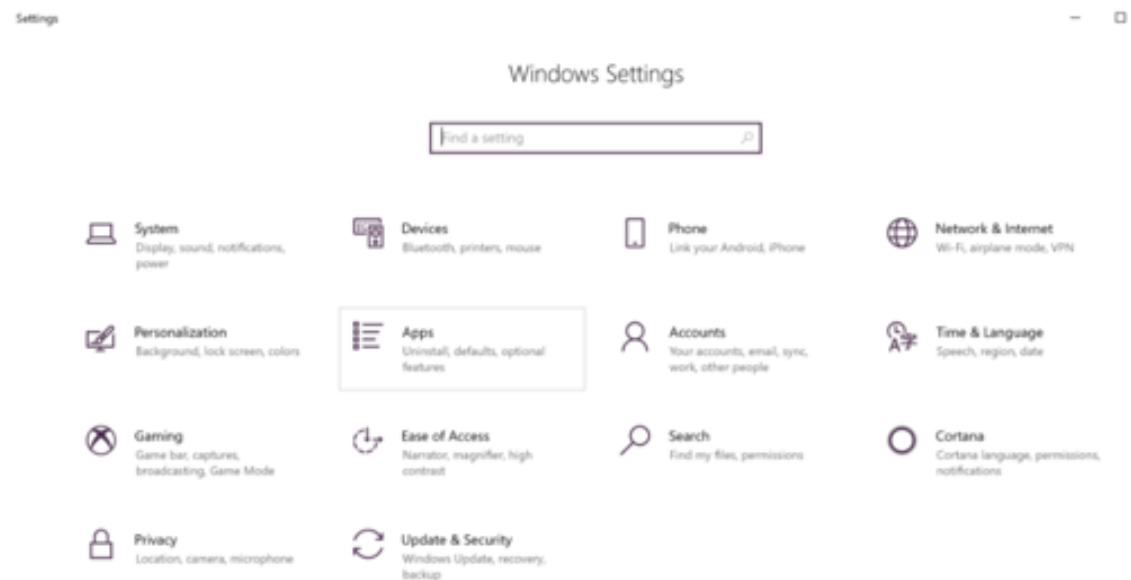 Settings
Windows Settings
Find a setting
System
Display, sound, notifications,
power
Devices
Bluetooth, printers, mouse
Phone
Link your Android, iPhone
Network & Internet
Wi-Fi, airplane mode, VPN
Personalization
Background, lock screen, colors
Apps
Uninstall, defaults, optional
features
Accounts
Your accounts, email, sync,
work, other people
Time & Language
Speech, region, date
Gaming
Game bar, captures,
broadcasting, Game Mode
Ease of Access
Narrator, magnifier, high
contrast
Search
Find my files, permissions
Cortana
Cortana language, permissions,
notifications
Privacy
Location, camera, microphone
Update & Security
Windows Update, recovery,
backup